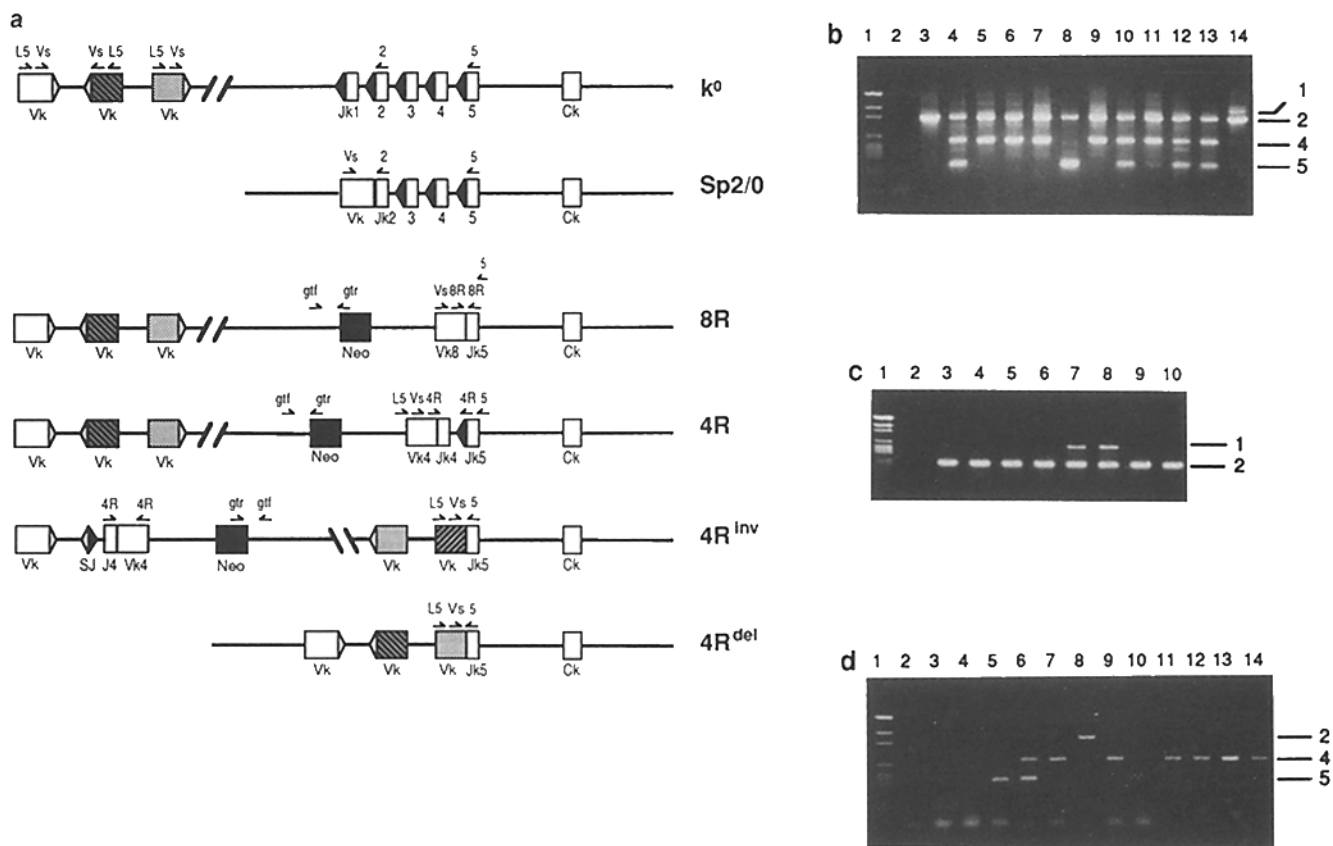 a
L5 Vs Vs L5 L5 Vs 2 5
Vk Vk Vk Jk1 2 3 4 5 Ck
k⁰
Vs 2 5
Vk Jk2 3 4 5 Ck
Sp2/0
gtf gtr Vs 8R 8R 5
Vk Vk Vk Neo Vk8 Jk5 Ck
8R
gtf gtr L5 Vs 4R 4R 5
Vk Vk Vk Neo Vk4 Jk4 Jk5 Ck
4R
4R 4R gtr gtf L5 Vs 5
Vk SJ J4 Vk4 Neo Vk Vk Jk5 Ck
4R inv
L5 Vs 5
Vk Vk Vk Jk5 Ck
4R del
b
1 2 3 4 5 6 7 8 9 10 11 12 13 14
1
2
4
5
c
1 2 3 4 5 6 7 8 9 10
1
2
d
1 2 3 4 5 6 7 8 9 10 11 12 13 14
2
4
5